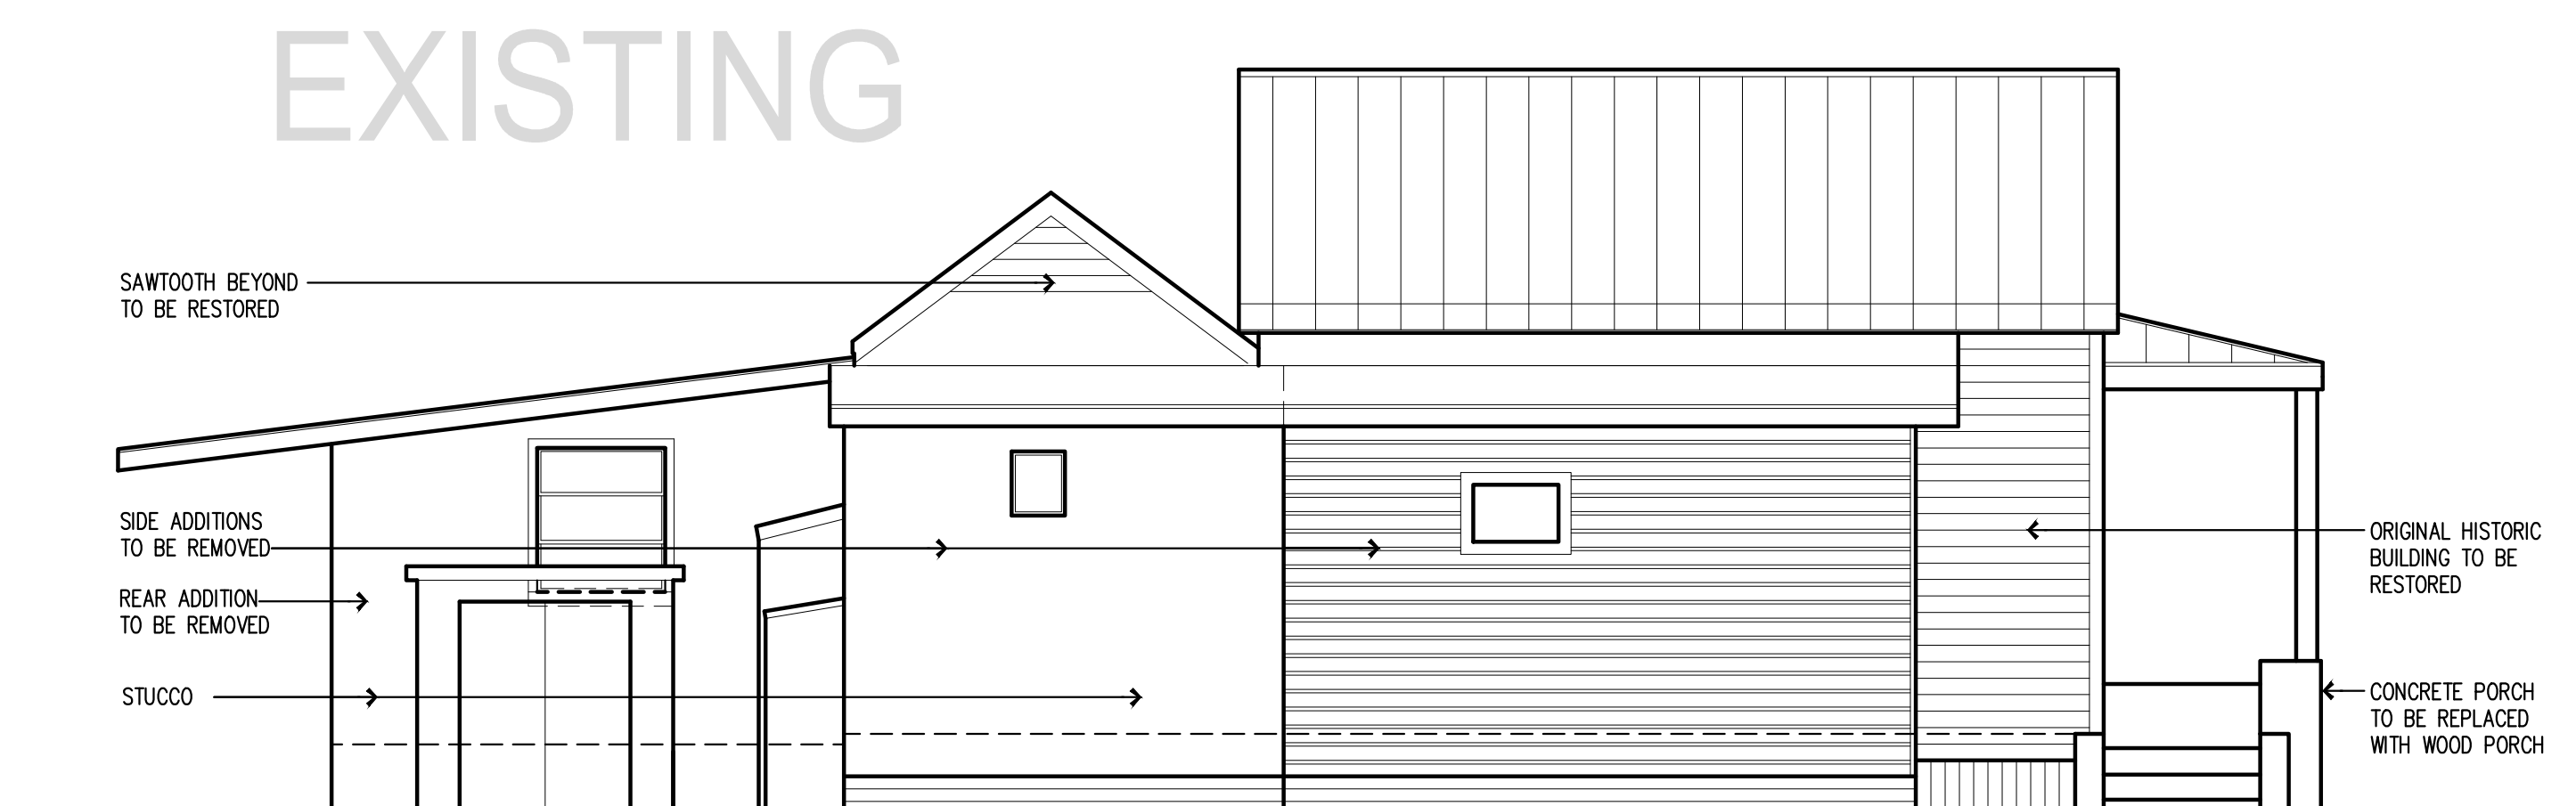 EXISTING
SAWTOOTH BEYOND
TO BE RESTORED
SIDE ADDITIONS
TO BE REMOVED
REAR ADDITION
TO BE REMOVED
STUCCO
ORIGINAL HISTORIC
BUILDING TO BE
RESTORED
CONCRETE PORCH
TO BE REPLACED
WITH WOOD PORCH